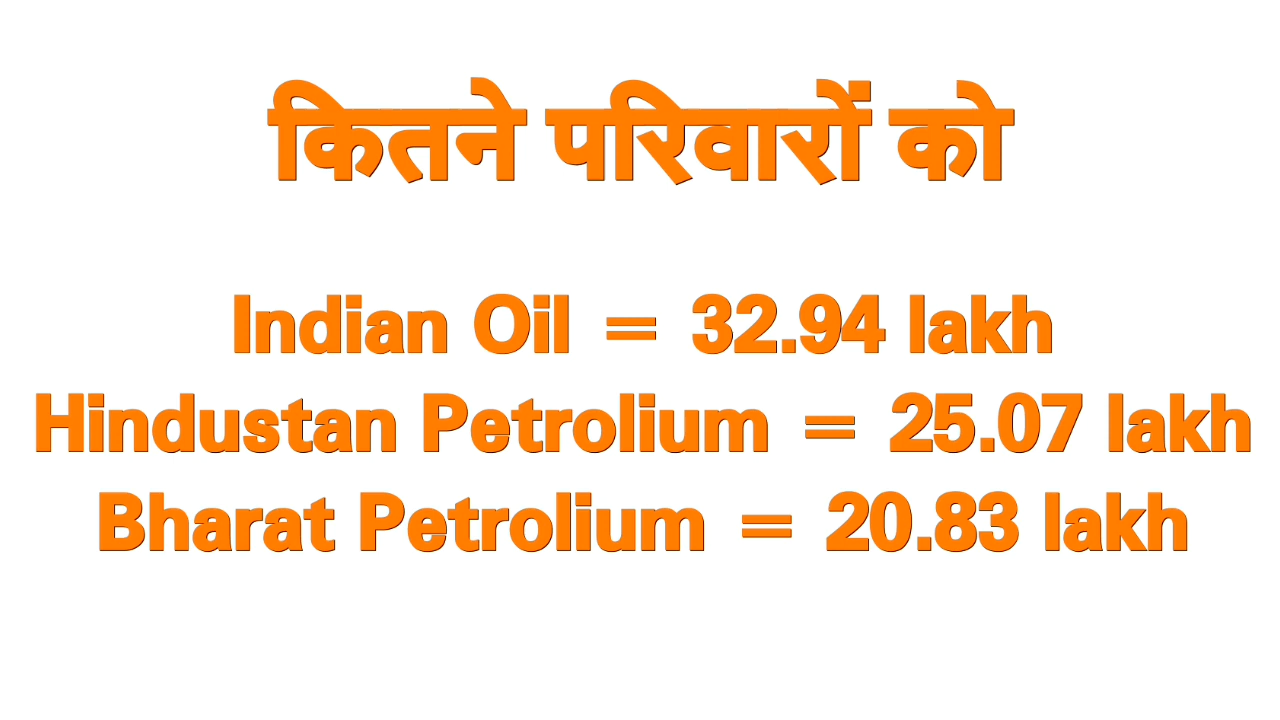 कितने परिवारों को
Indian Oil = 32.94 lakh
Hindustan Petrolium = 25.07 lakh
Bharat Petrolium = 20.83 lakh